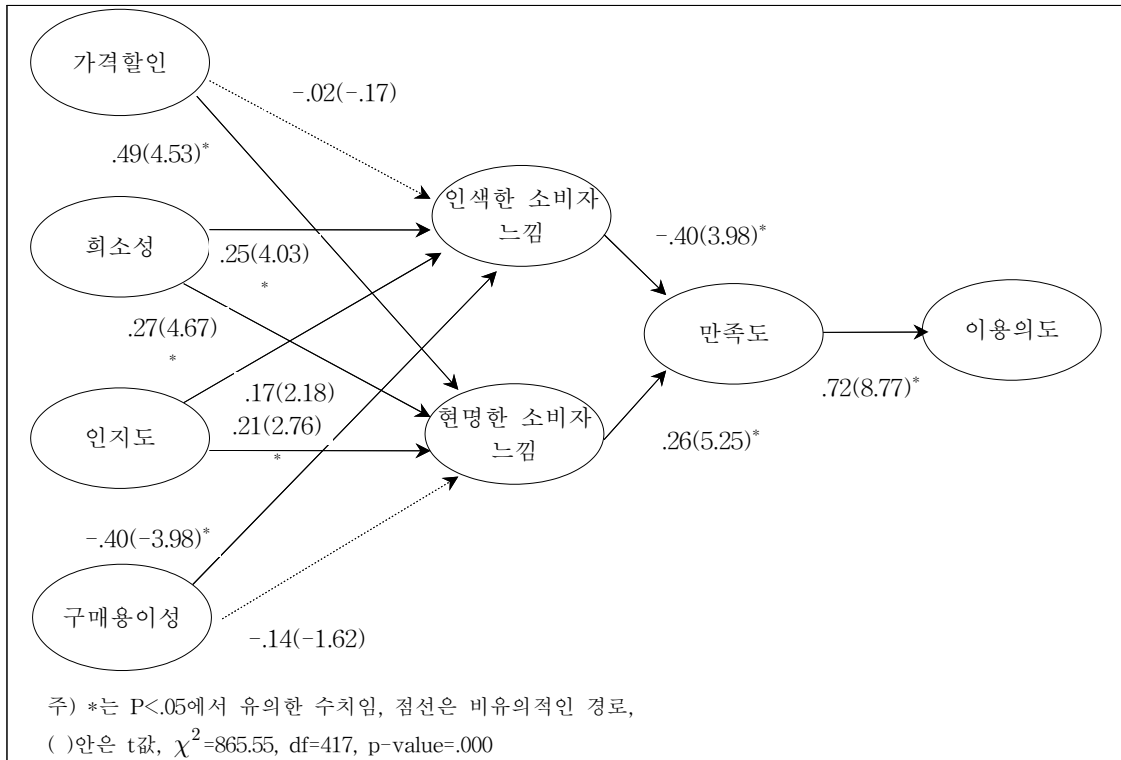 가격할인
-.02(-.17)
.49(4.53)*
인색한 소비자
느낌
희소성
.25(4.03)
*
-.40(3.98)*
.27(4.67)
*
만족도
이용의도
.72(8.77)*
.17(2.18)
.21(2.76)
*
현명한 소비자
느낌
인지도
.26(5.25)*
-.40(-3.98)*
구매용이성
-.14(-1.62)
주) *는 P<.05에서 유의한 수치임, 점선은 비유의적인 경로,
( )안은 t값, χ²=865.55, df=417, p-value=.000